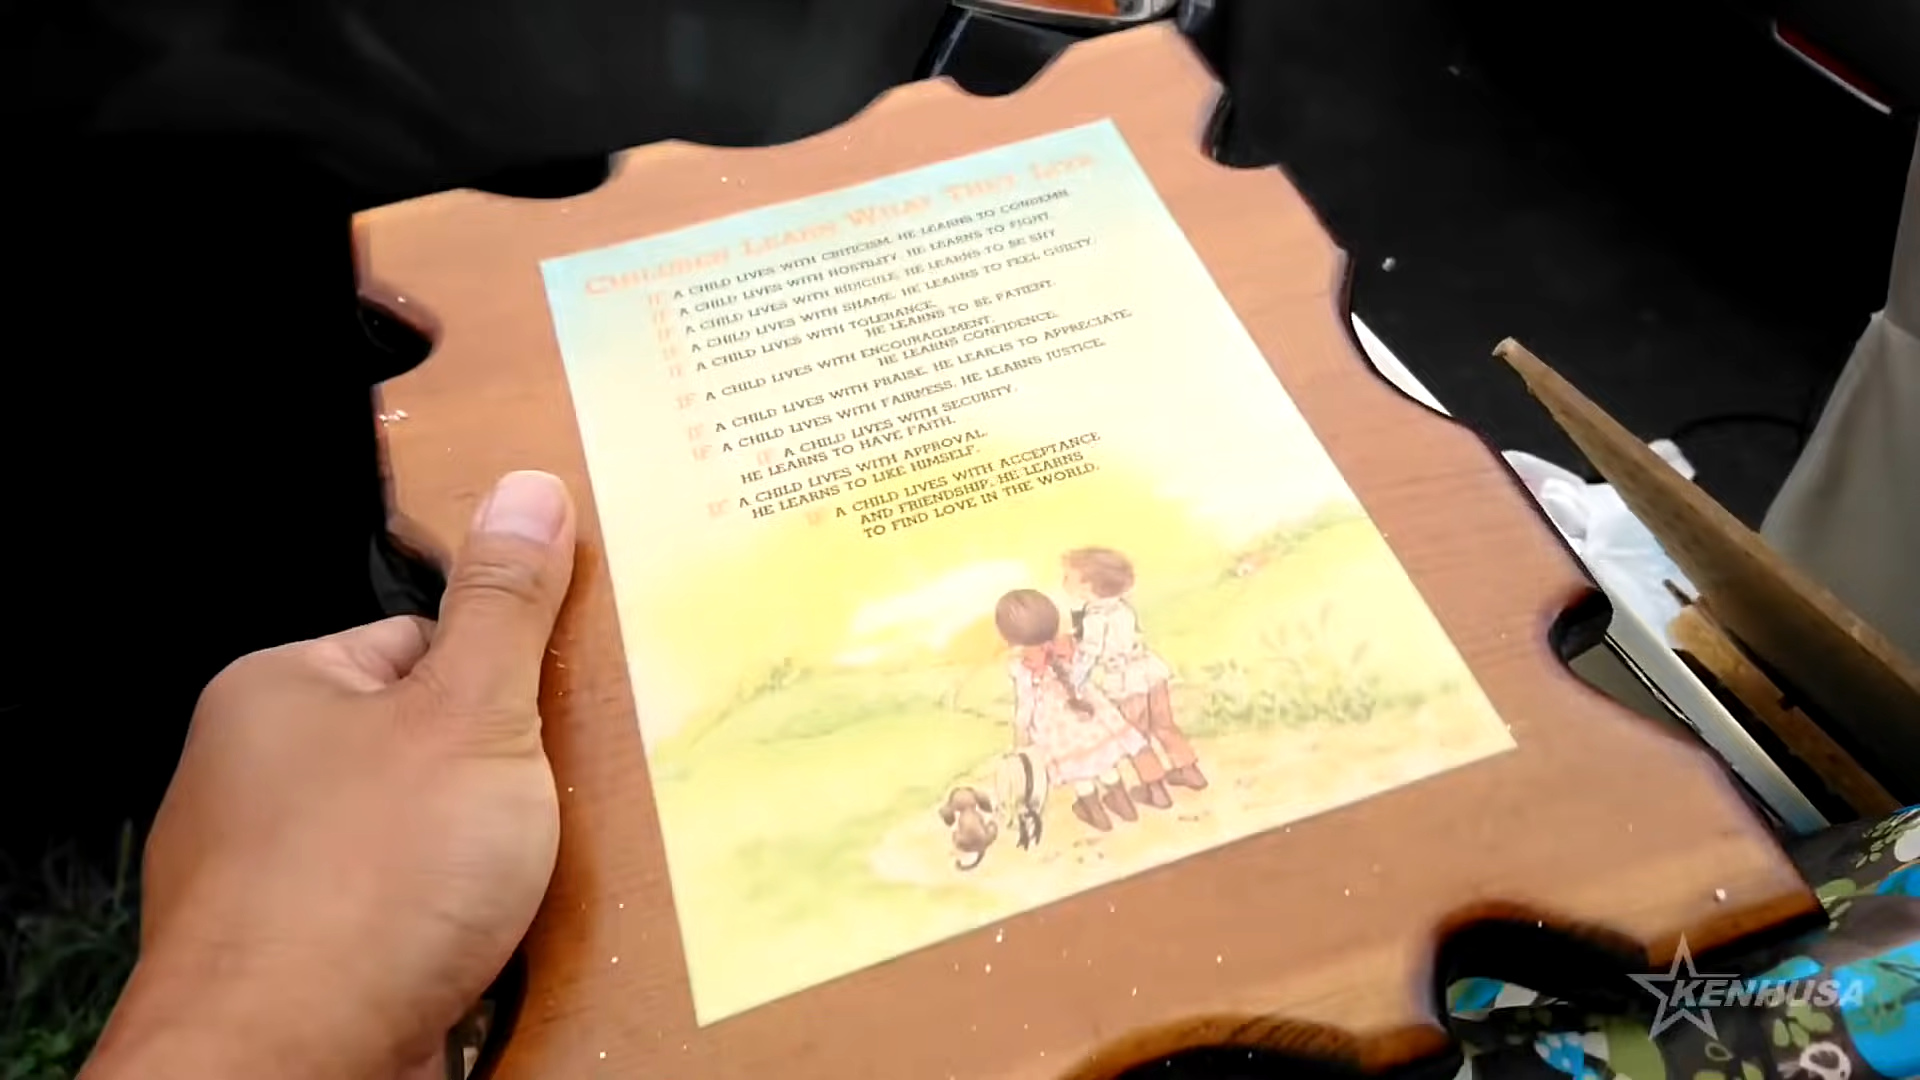 CHILDREN LEARN WHAT THEY LIVE
IF A CHILD LIVES WITH CRITICISM, HE LEARNS TO CONDEMN.
IF A CHILD LIVES WITH HOSTILITY, HE LEARNS TO FIGHT.
IF A CHILD LIVES WITH RIDICULE, HE LEARNS TO BE SHY
IF A CHILD LIVES WITH SHAME, HE LEARNS TO FEEL GUILTY.
IF A CHILD LIVES WITH TOLERANCE,
HE LEARNS TO BE PATIENT.
IF A CHILD LIVES WITH ENCOURAGEMENT,
HE LEARNS CONFIDENCE.
IF A CHILD LIVES WITH PRAISE, HE LEARNS TO APPRECIATE.
IF A CHILD LIVES WITH FAIRNESS, HE LEARNS JUSTICE.
IF A CHILD LIVES WITH SECURITY,
HE LEARNS TO HAVE FAITH.
IF A CHILD LIVES WITH APPROVAL,
HE LEARNS TO LIKE HIMSELF.
IF A CHILD LIVES WITH ACCEPTANCE
AND FRIENDSHIP, HE LEARNS
TO FIND LOVE IN THE WORLD.
KENHUSA